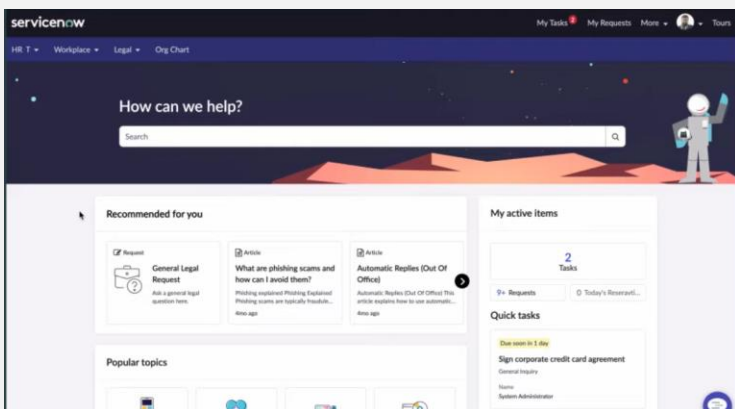 servicenow
My Tasks 2 My Requests More Tours
HR T Workplace Legal Org Chart
How can we help?
Search
Recommended for you
Request
General Legal
Request
Ask a general legal
question here.
Article
What are phishing scams and
how can I avoid them?
Phishing explained Phishing Explained
Phishing scams are typically fraudule...
4mo ago
Article
Automatic Replies (Out Of
Office)
Automatic Replies (Out Of Office) This
article explains how to use automatic...
4mo ago
Popular topics
My active items
2
Tasks
9+ Requests
0 Today's Reservati...
Quick tasks
Due soon in 1 day
Sign corporate credit card agreement
General Inquiry
Name
System Administrator